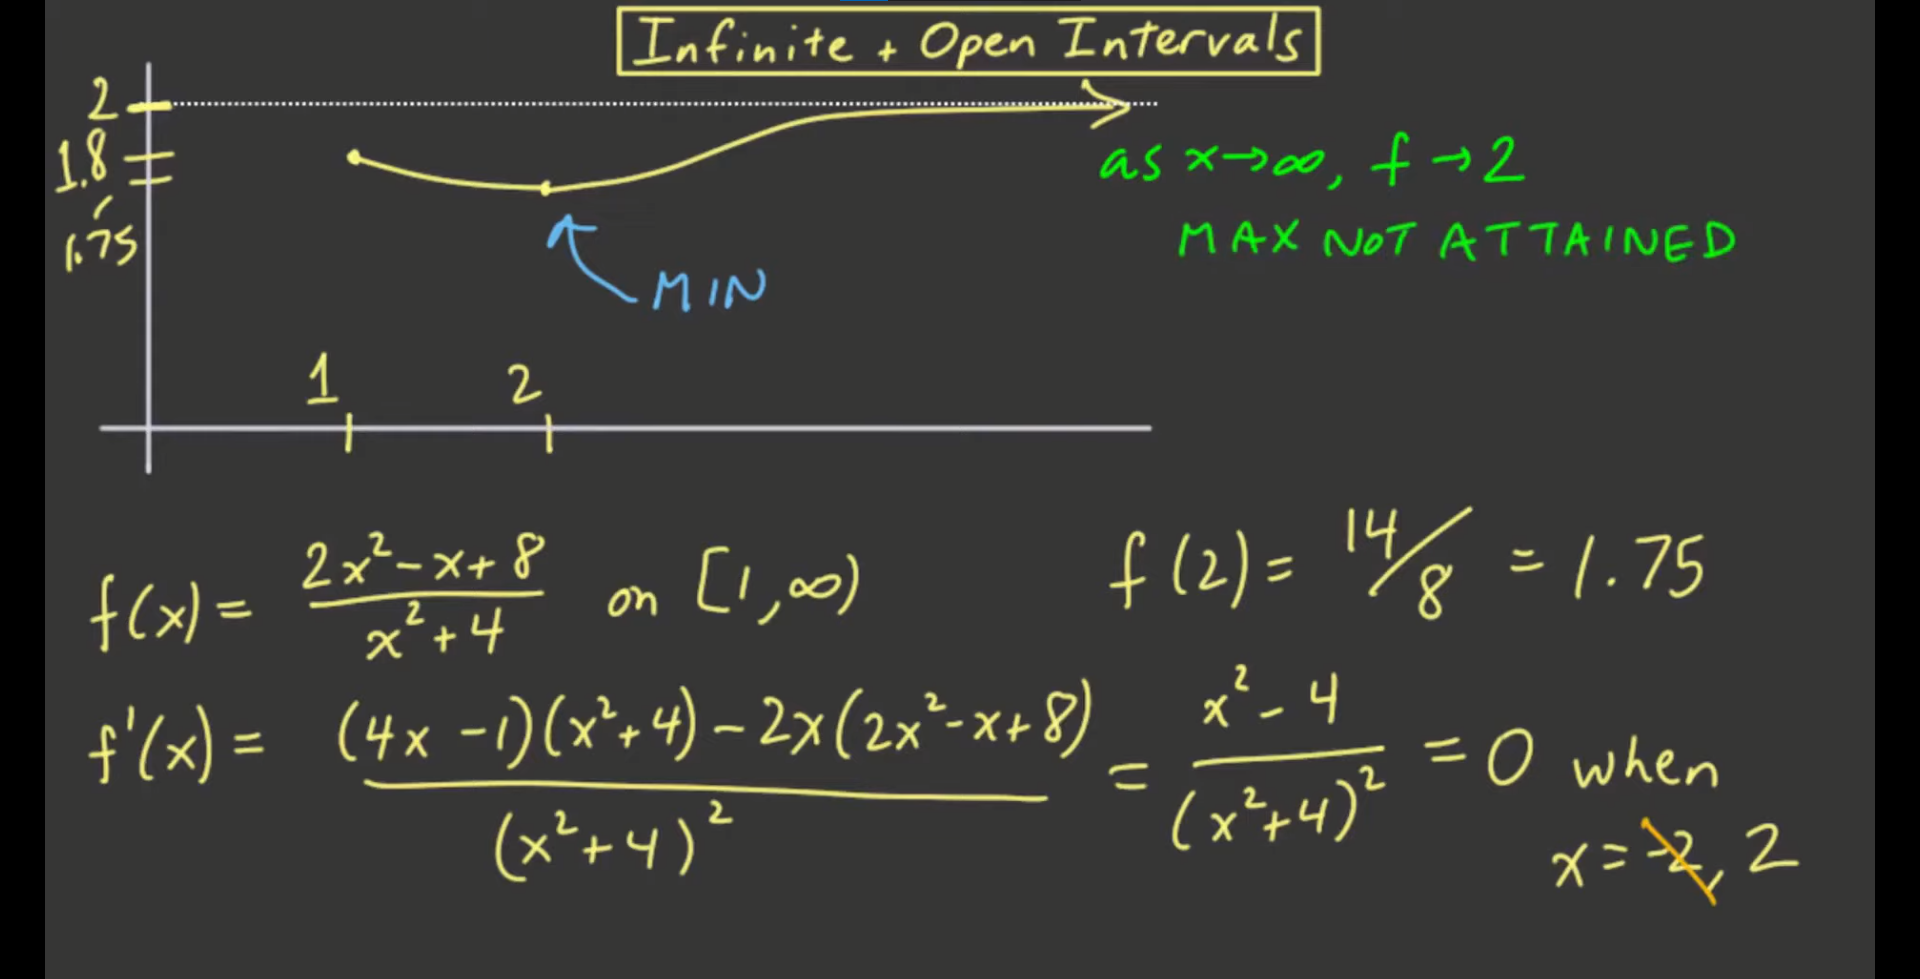 Infinite + Open Intervals
2
1.8
1.75
as x→∞, f→2
MAX NOT ATTAINED
MIN
1 2
f(x) = (2x²-x+8)/(x²+4) on [1,∞)
f(2) = 14/8 = 1.75
f'(x) = ((4x-1)(x²+4)-2x(2x²-x+8))/(x²+4)² = (x²-4)/(x²+4)² = 0 when
x = -2, 2